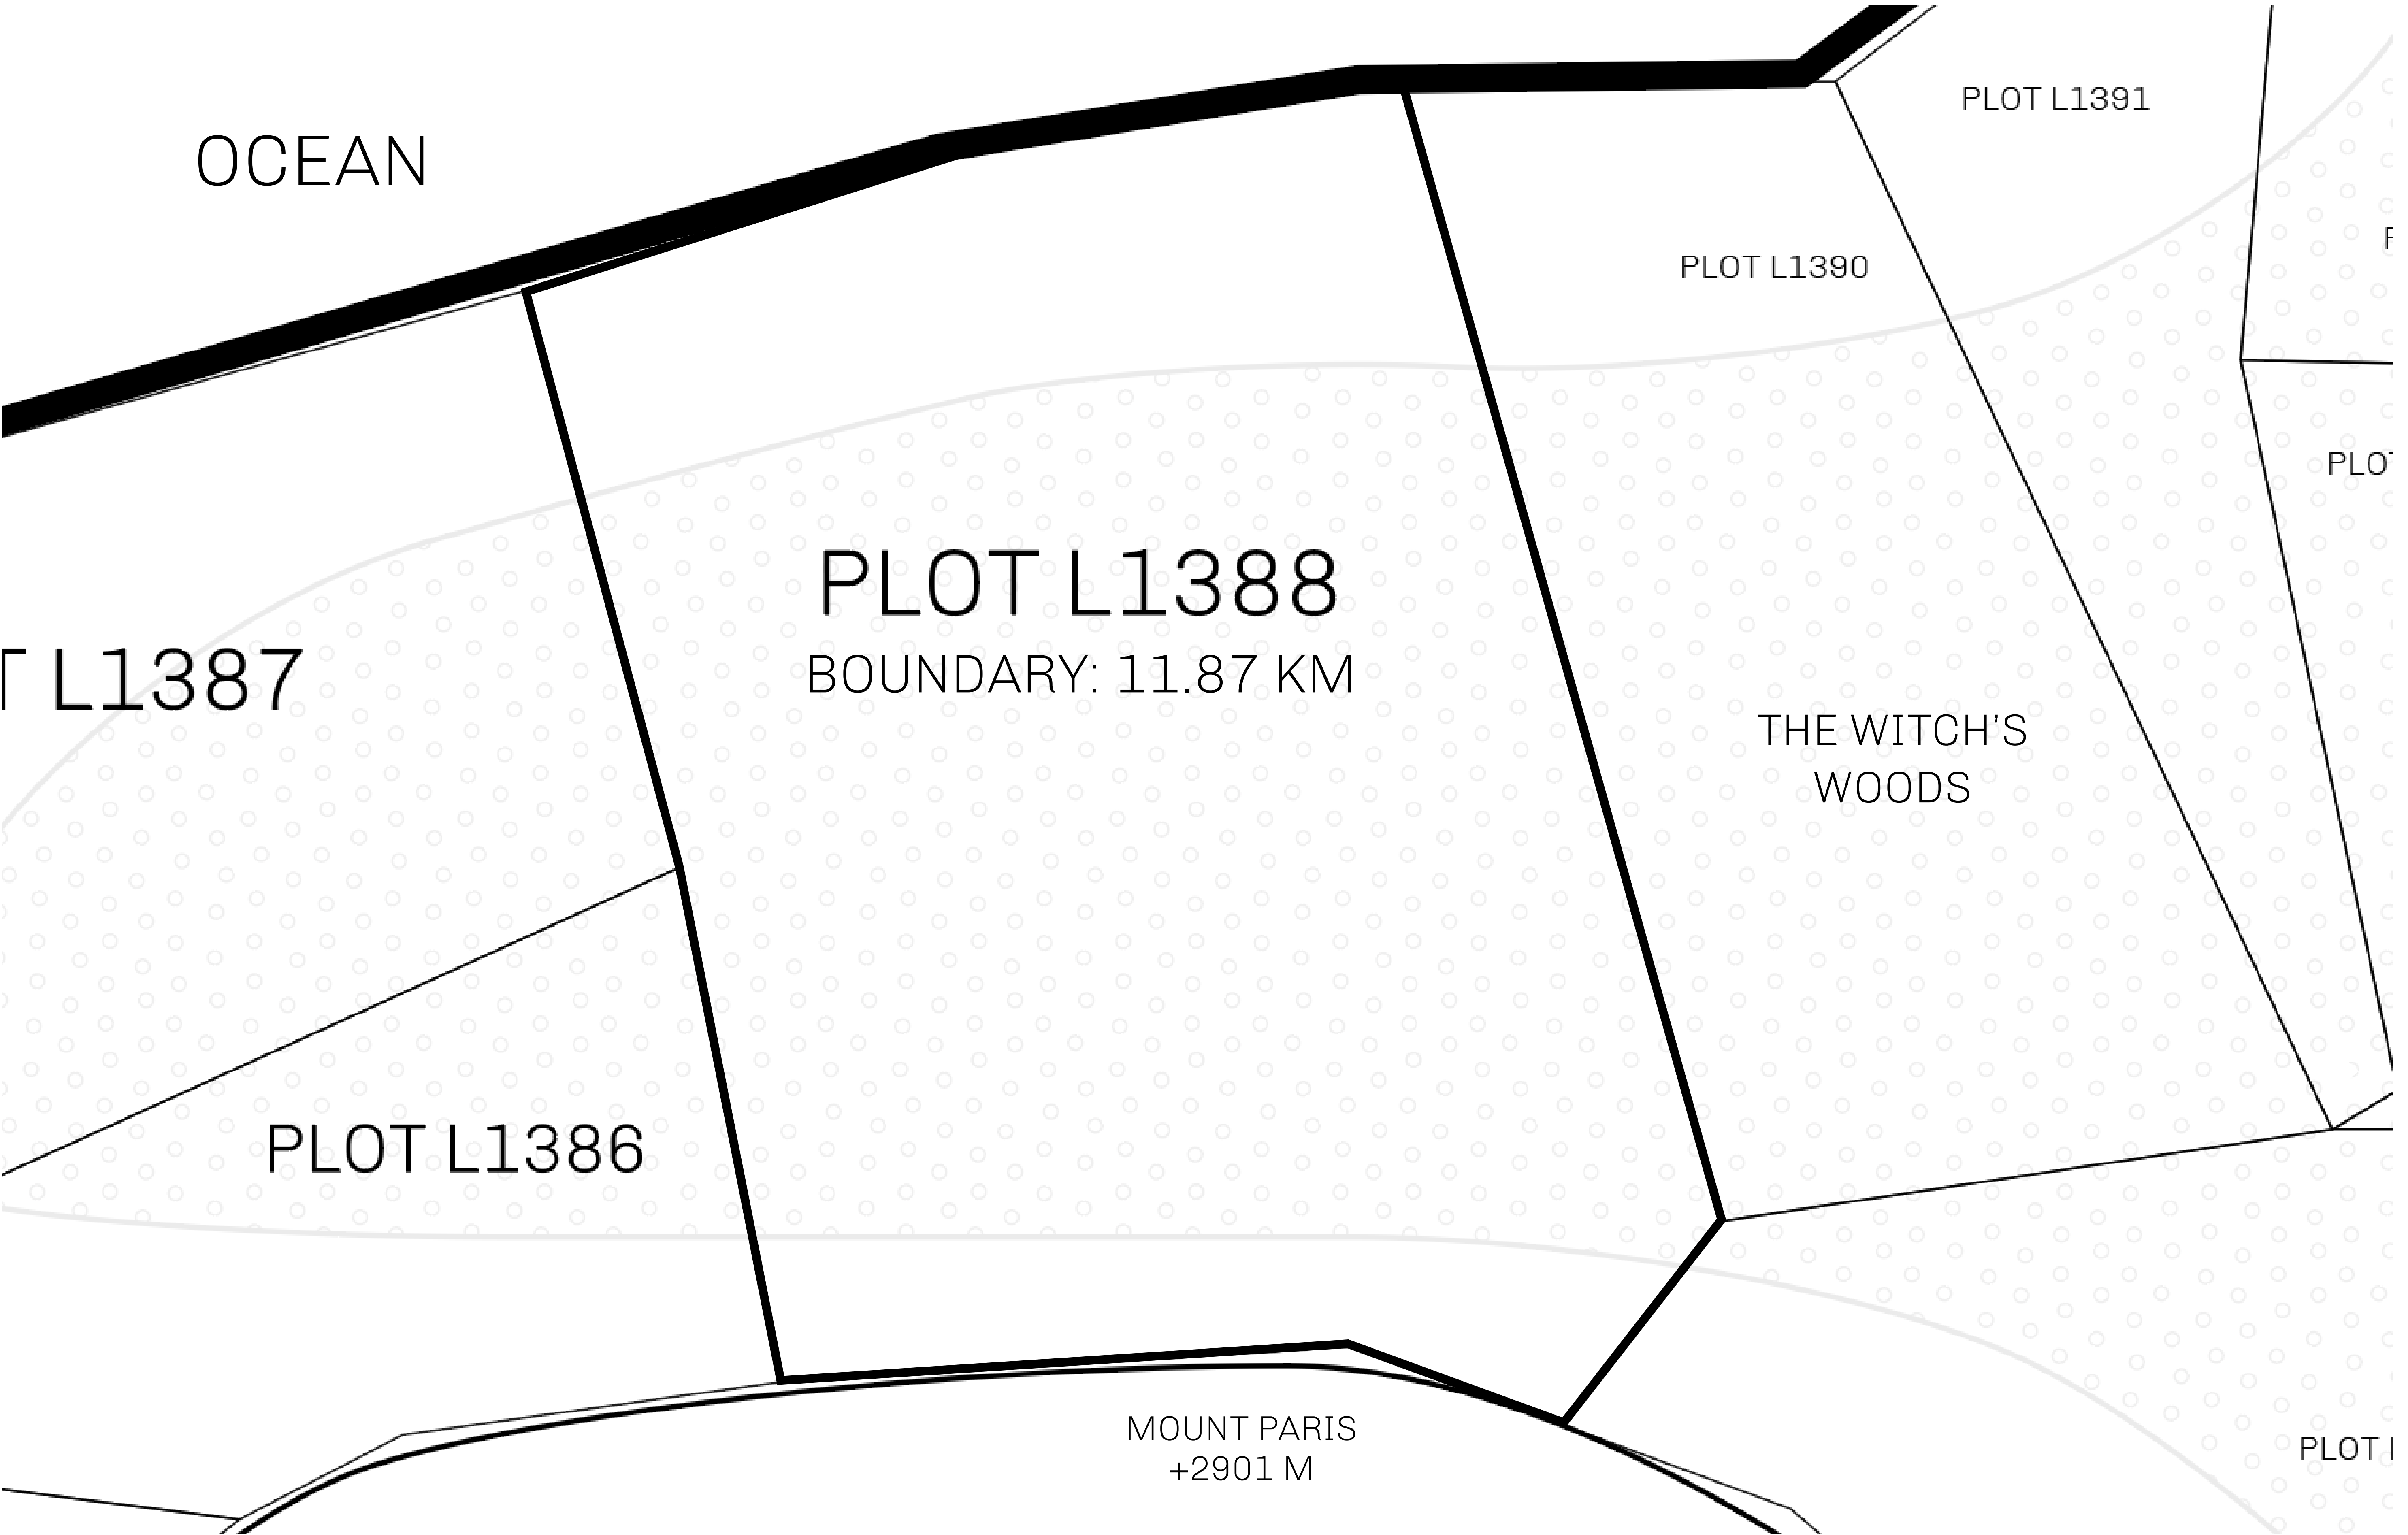 PLOT L1391
OCEAN
PLOT L1390
PLOT L1388
T L1387
BOUNDARY: 11.87 KM
THE WITCH'S
WOODS
PLOT L1386
MOUNT PARIS
+2901 M
PLOT